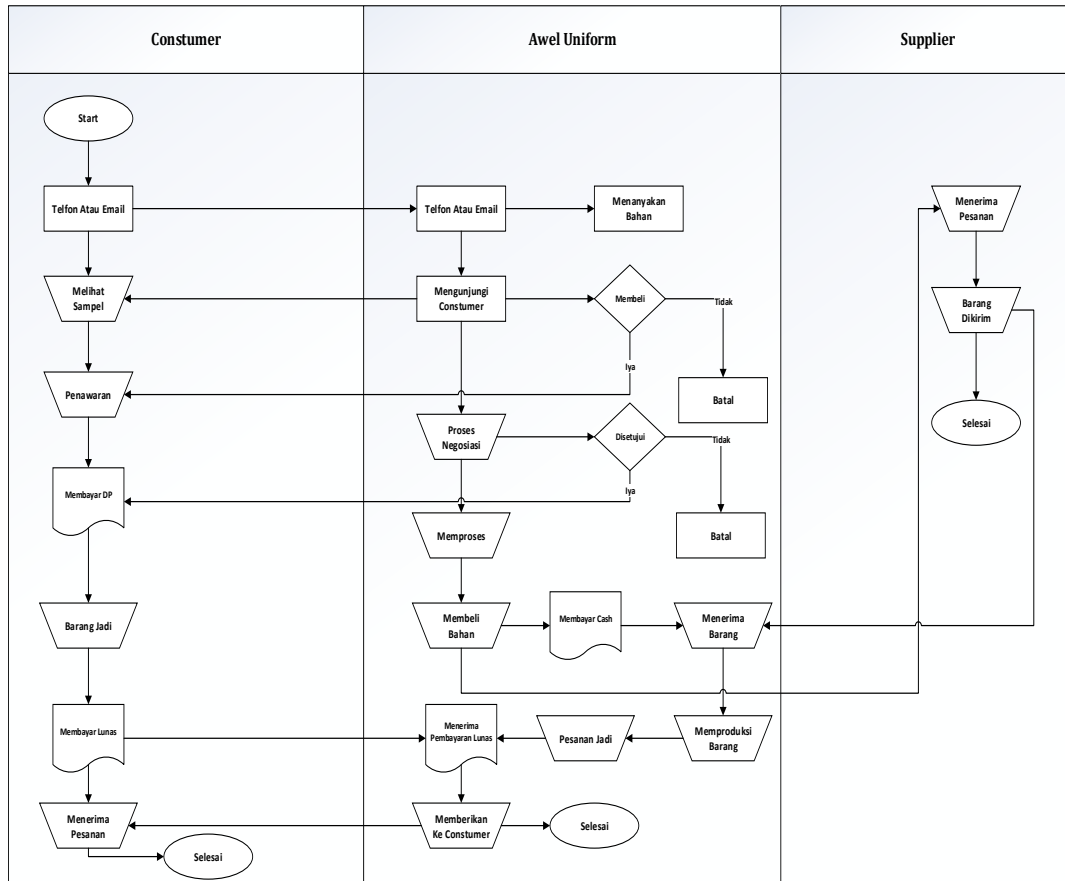 Constumer
Awel Uniform
Supplier
Start
Telfon Atau Email
Telfon Atau Email
Menanyakan
Bahan
Menerima
Pesanan
Melihat
Sampel
Mengunjungi
Constumer
Membeli
Tidak
Barang
Dikirim
Iya
Penawaran
Batal
Proses
Negosiasi
Disetujui
Tidak
Selesai
Iya
Membayar DP
Memproses
Batal
Barang Jadi
Membeli
Bahan
Membayar Cash
Menerima
Barang
Membayar Lunas
Menerima
Pembayaran Lunas
Pesanan Jadi
Memproduksi
Barang
Menerima
Pesanan
Memberikan
Ke Constumer
Selesai
Selesai